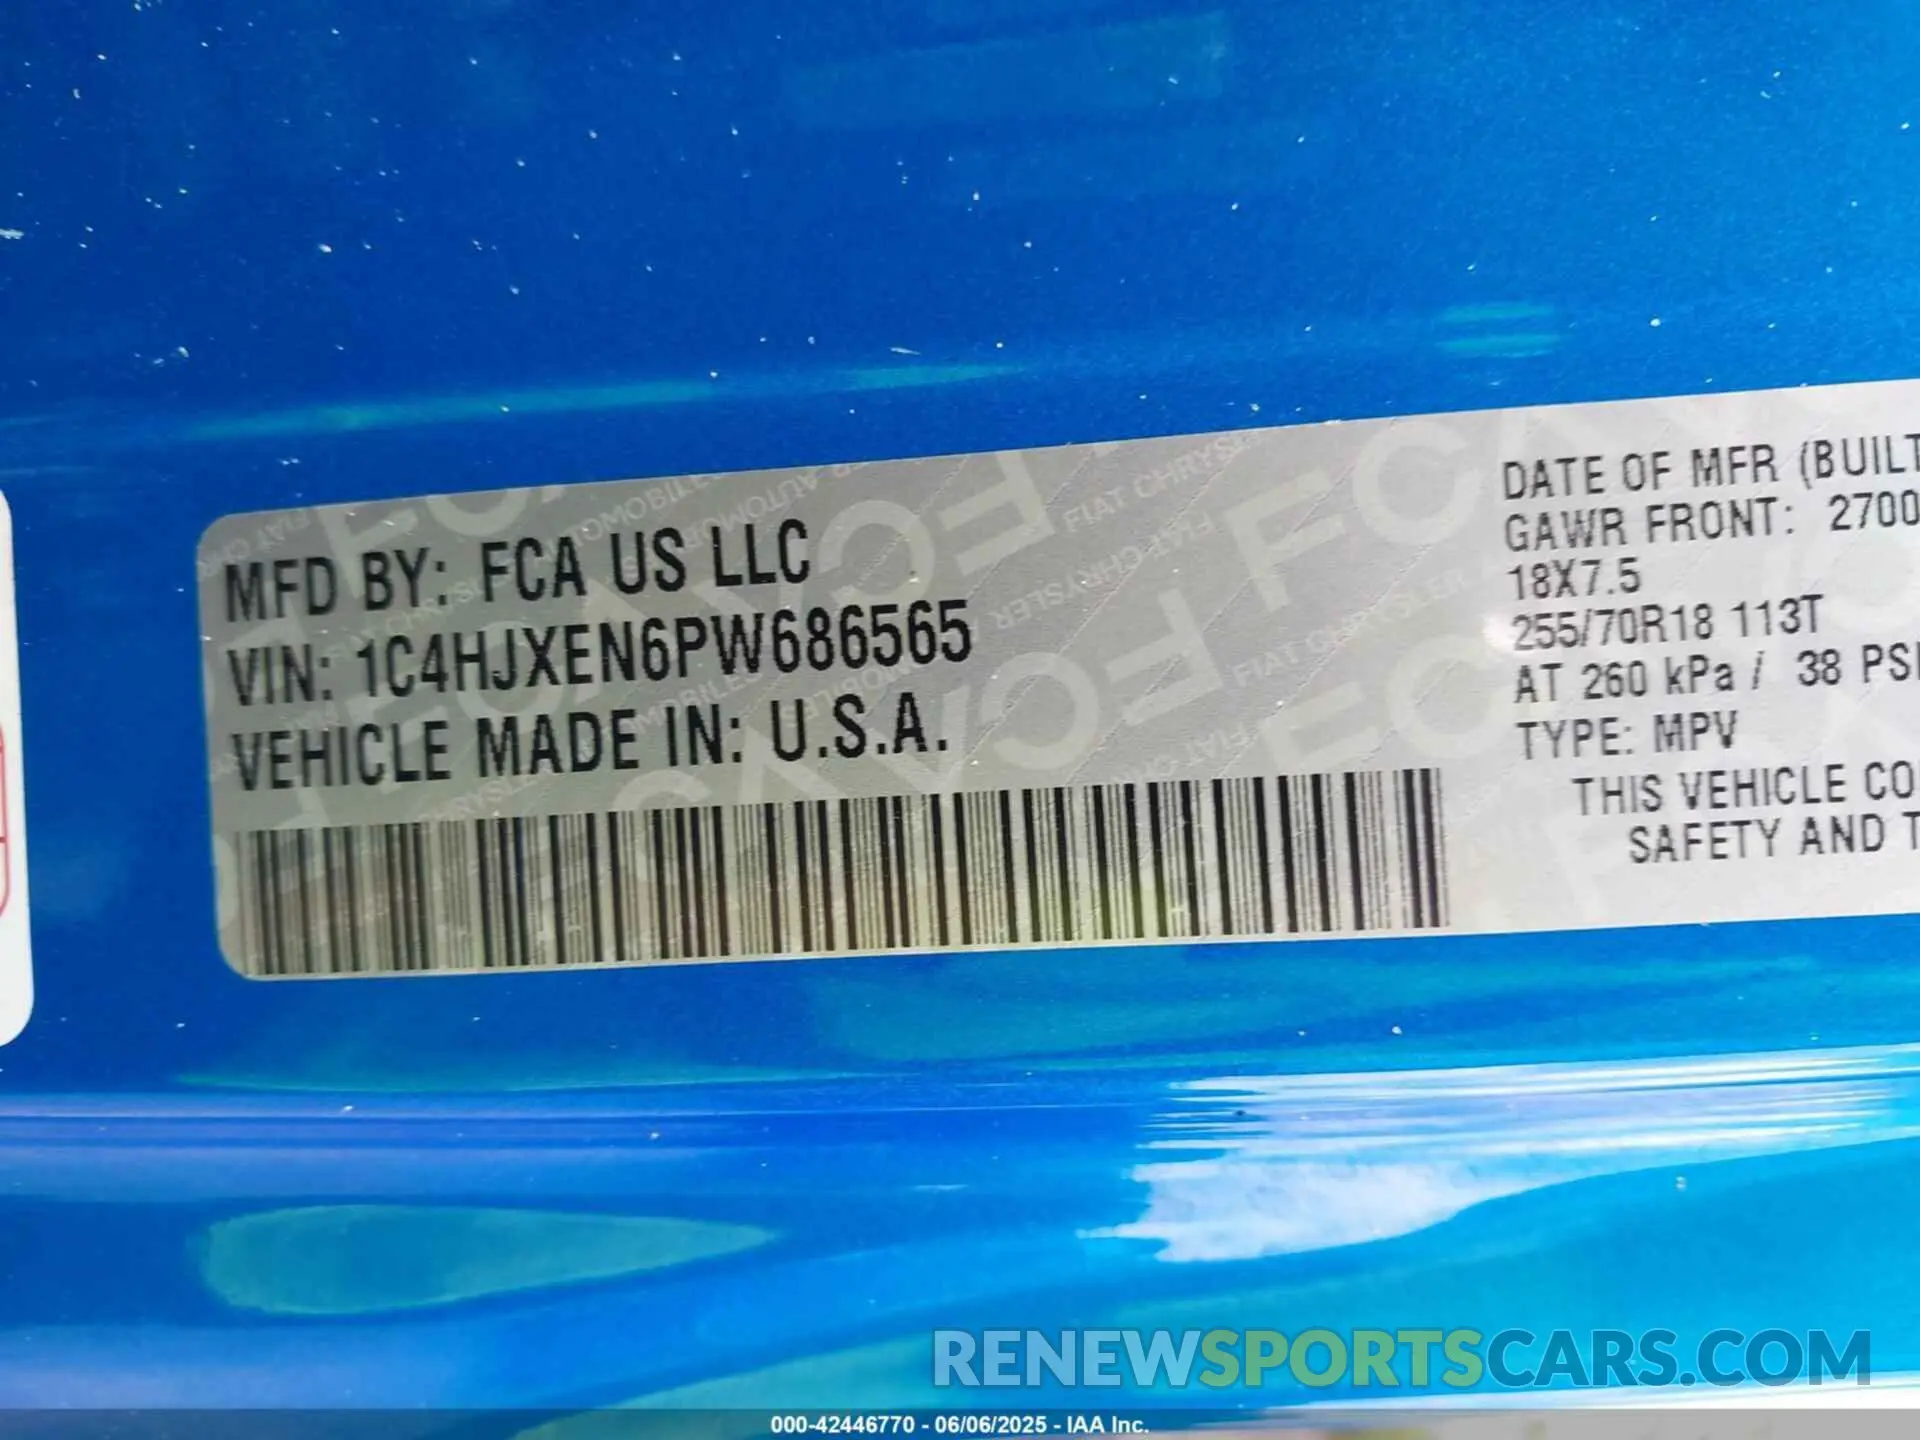 MFD BY: FCA US LLC
VIN: 1C4HJXEN6PW686565
VEHICLE MADE IN: U.S.A.
DATE OF MFR (BUILT
GAWR FRONT: 2700
18X7.5
255/70R18 113T
AT 260 kPa / 38 PSI
TYPE: MPV
THIS VEHICLE CO
SAFETY AND T
RENEWSPORTSCARS.COM
000-42446770 - 06/06/2025 - IAA Inc.